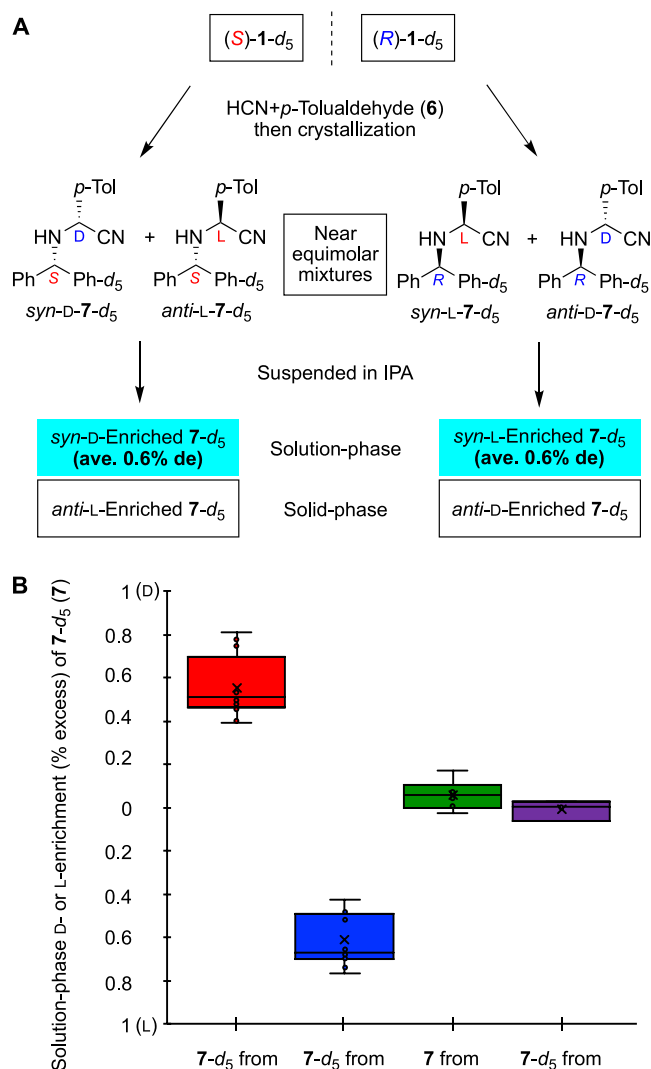 A
(S)-1-d5 (R)-1-d5
HCN+p-Tolualdehyde (6)
then crystallization
p-Tol p-Tol p-Tol p-Tol
HN D CN + HN L CN Near equimolar mixtures HN L CN + HN D CN
Ph S Ph-d5 Ph S Ph-d5 Ph R Ph-d5 Ph R Ph-d5
syn-D-7-d5 anti-L-7-d5 syn-L-7-d5 anti-D-7-d5
Suspended in IPA
syn-D-Enriched 7-d5 Solution-phase syn-L-Enriched 7-d5
(ave. 0.6% de) (ave. 0.6% de)
anti-L-Enriched 7-d5 Solid-phase anti-D-Enriched 7-d5
B
Solution-phase D- or L-enrichment (% excess) of 7-d5 (7)
1 (D)
0.8
0.6
0.4
0.2
0
0.2
0.4
0.6
0.8
1 (L)
7-d5 from 7-d5 from 7 from 7-d5 from